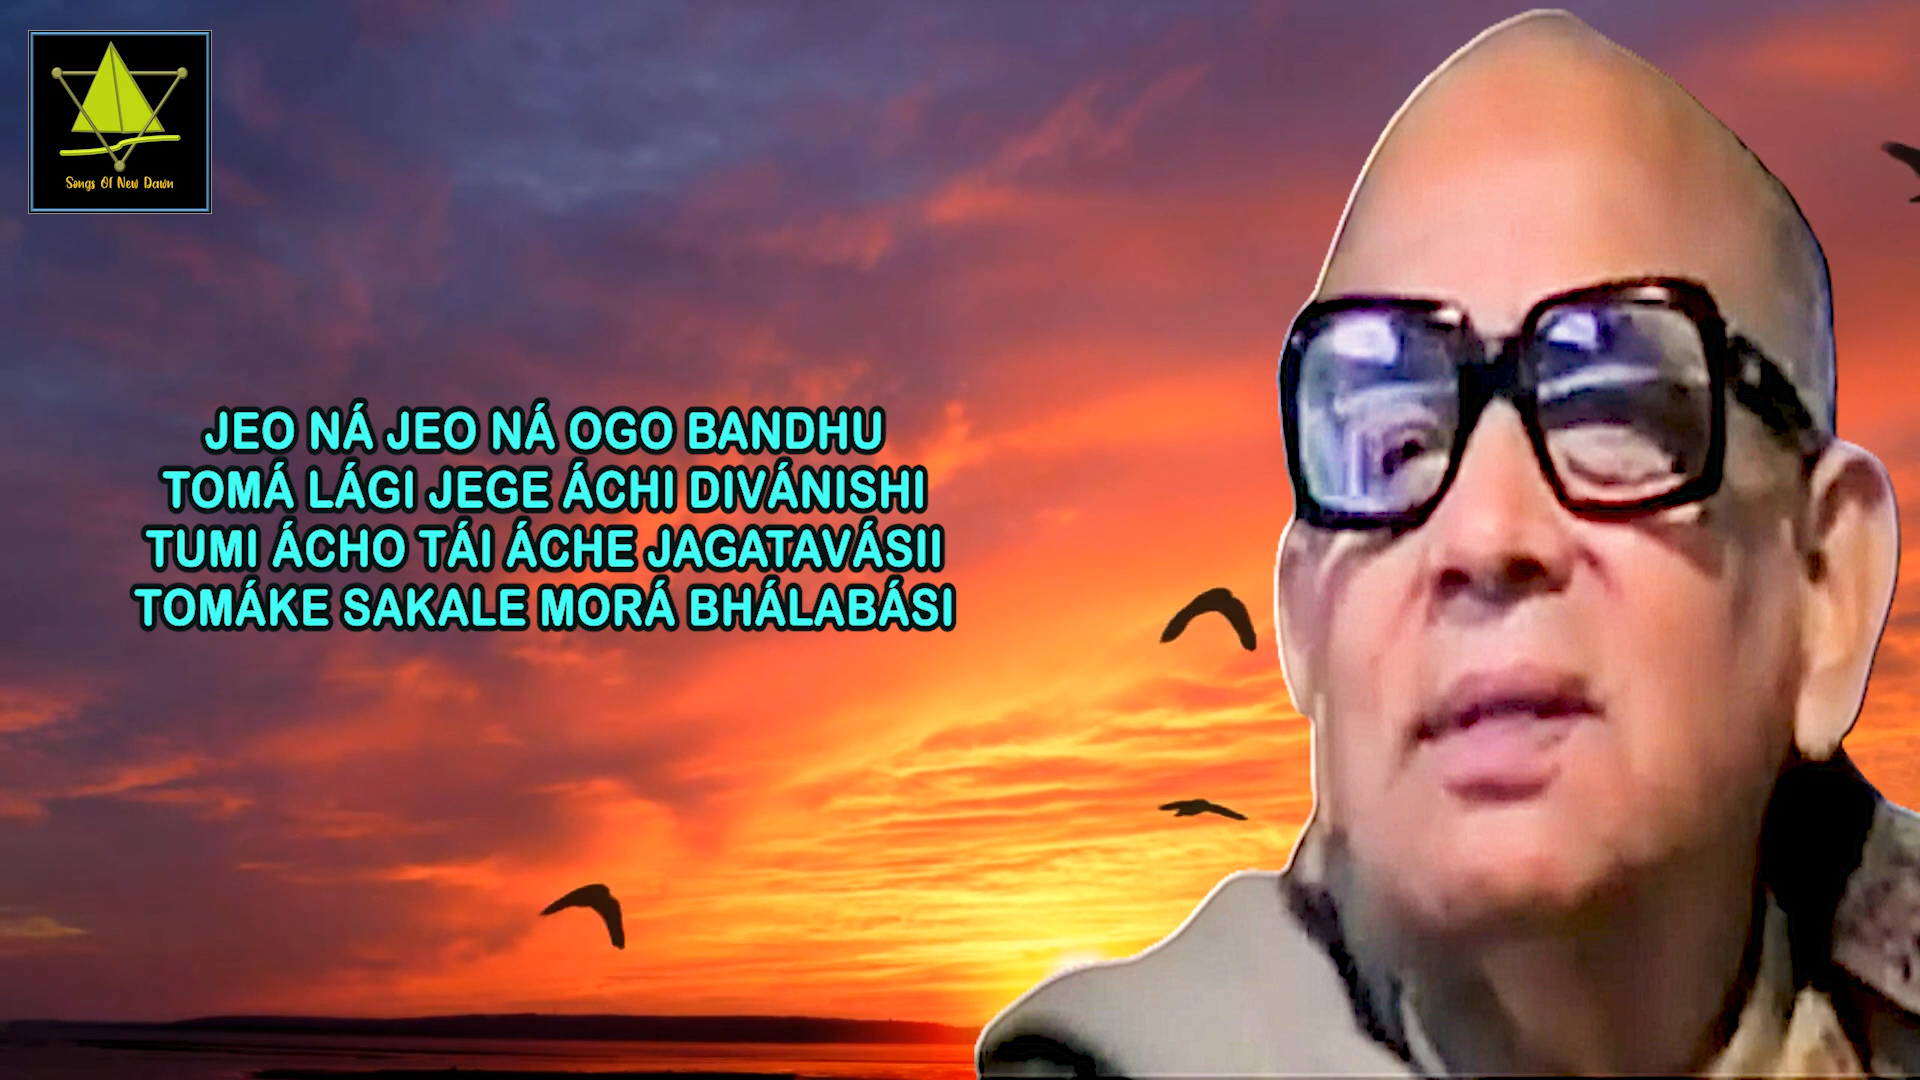 Songs Of New Dawn
JEO NÁ JEO NÁ OGO BANDHU
TOMÁ LÁGI JEGE ÁCHI DIVÁNISHI
TUMI ÁCHO TÁI ÁCHE JAGATAVÁSII
TOMÁKE SAKALE MORÁ BHÁLABÁSI